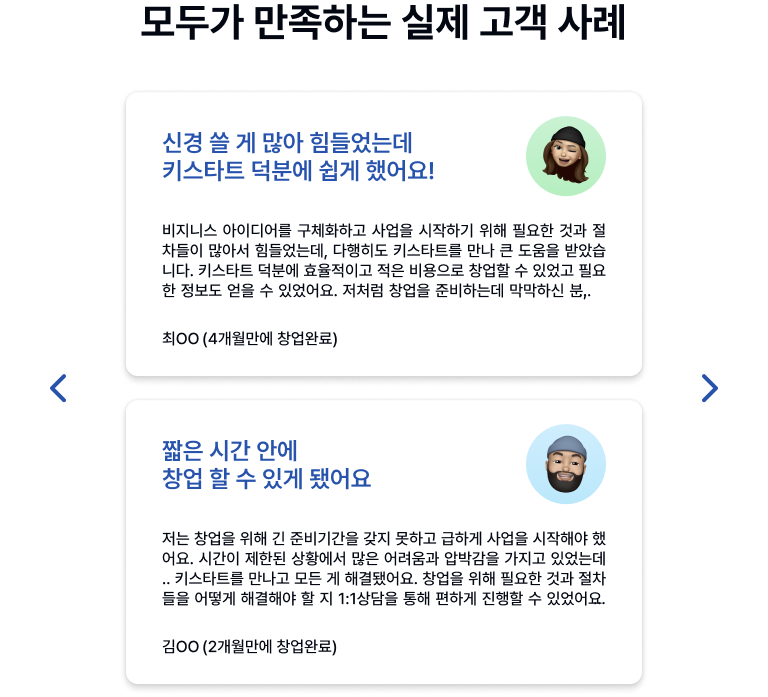 모두가 만족하는 실제 고객 사례
신경 쓸 게 많아 힘들었는데
키스타트 덕분에 쉽게 했어요!
비지니스 아이디어를 구체화하고 사업을 시작하기 위해 필요한 것과 절
차들이 많아서 힘들었는데, 다행히도 키스타트를 만나 큰 도움을 받았습
니다. 키스타트 덕분에 효율적이고 적은 비용으로 창업할 수 있었고 필요
한 정보도 얻을 수 있었어요. 저처럼 창업을 준비하는데 막막하신 분,.
최OO (4개월만에 창업완료)
짧은 시간 안에
창업 할 수 있게 됐어요
저는 창업을 위해 긴 준비기간을 갖지 못하고 급하게 사업을 시작해야 했
어요. 시간이 제한된 상황에서 많은 어려움과 압박감을 가지고 있었는데
.. 키스타트를 만나고 모든 게 해결됐어요. 창업을 위해 필요한 것과 절차
들을 어떻게 해결해야 할 지 1:1상담을 통해 편하게 진행할 수 있었어요.
김OO (2개월만에 창업완료)